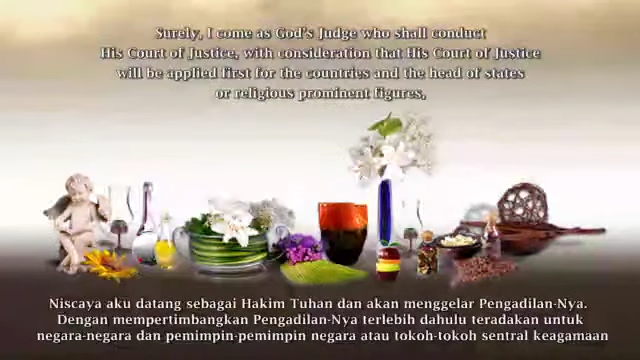 Surely, I come as God's Judge who shall conduct
His Court of Justice, with consideration that His Court of Justice
will be applied first for the countries and the head of states
or religious prominent figures,
Niscaya aku datang sebagai Hakim Tuhan dan akan menggelar Pengadilan-Nya.
Dengan mempertimbangkan Pengadilan-Nya terlebih dahulu teradakan untuk
negara-negara dan pemimpin-pemimpin negara atau tokoh-tokoh sentral keagamaan